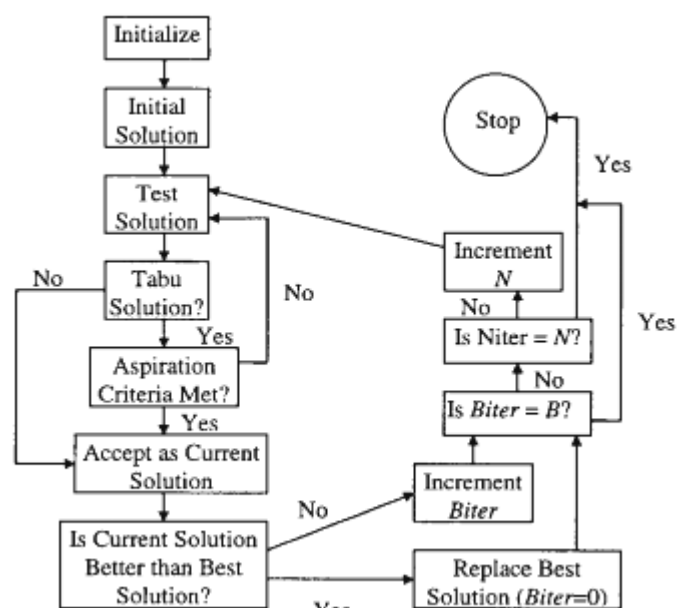 Initialize
Initial
Solution
Test
Solution
Tabu
Solution?
No
Yes
No
Aspiration
Criteria Met?
Yes
Accept as Current
Solution
Is Current Solution
Better than Best
Solution?
No
Yes
Increment
Biter
Replace Best
Solution (Biter=0)
Is Biter = B?
No
Yes
Is Niter = N?
No
Yes
Increment
N
Stop